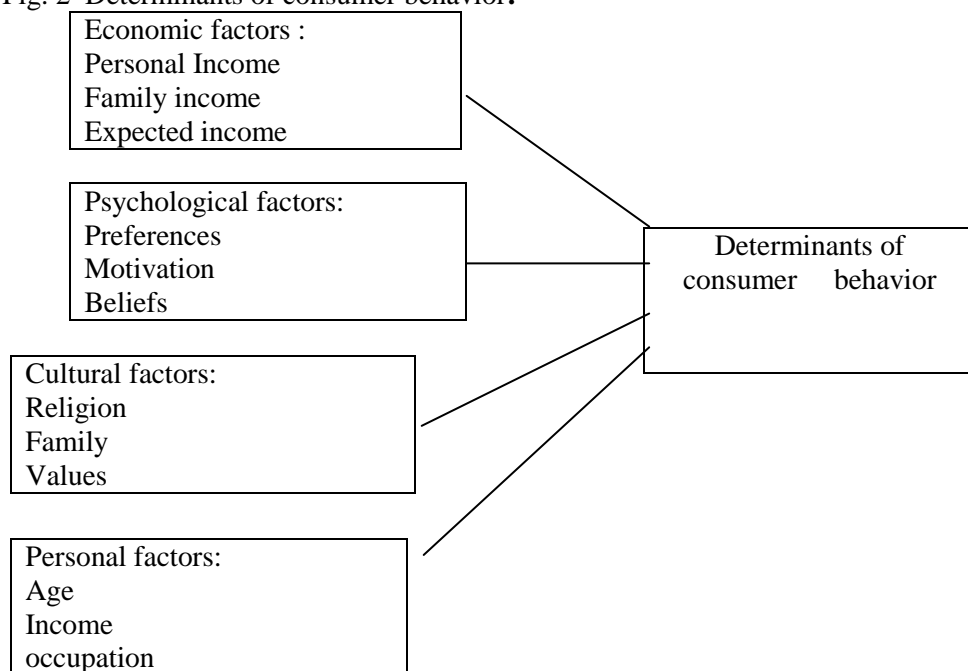 Fig. 2 Determinants of consumer behavior.
Economic factors :
Personal Income
Family income
Expected income
Psychological factors:
Preferences
Motivation
Beliefs
Determinants of
consumer behavior
Cultural factors:
Religion
Family
Values
Personal factors:
Age
Income
occupation